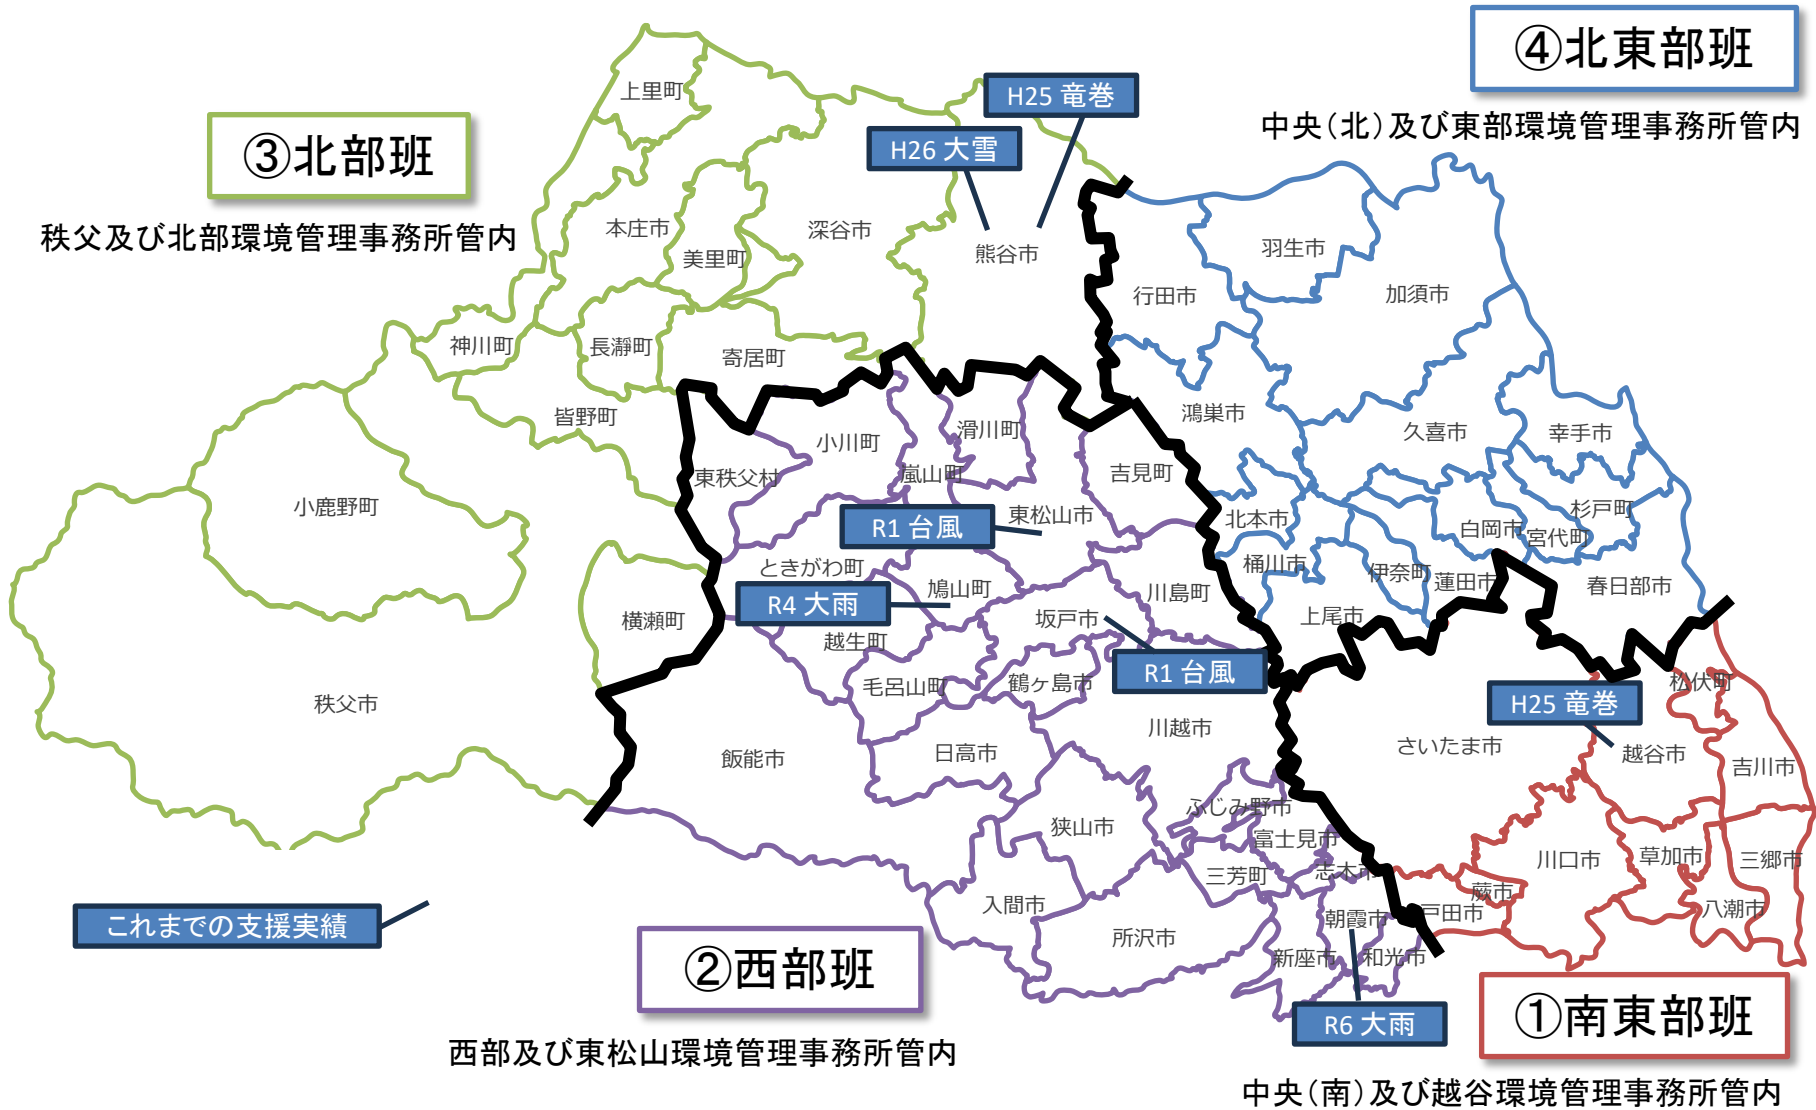 ④北東部班
中央（北）及び東部環境管理事務所管内
③北部班
秩父及び北部環境管理事務所管内
H25 竜巻
H26 大雪
上里町
本庄市
美里町
深谷市
熊谷市
神川町
長瀞町
寄居町
皆野町
小鹿野町
横瀬町
秩父市
羽生市
行田市
加須市
鴻巣市
久喜市
幸手市
北本市
白岡市
杉戸町
宮代町
桶川市
伊奈町
蓮田市
春日部市
上尾市
小川町
滑川町
嵐山町
吉見町
東秩父村
東松山市
R1 台風
ときがわ町
鳩山町
R4 大雨
川島町
坂戸市
越生町
R1 台風
毛呂山町
鶴ヶ島市
川越市
飯能市
日高市
ふじみ野市
狭山市
富士見市
三芳町
志木市
入間市
所沢市
朝霞市
新座市
和光市
R6 大雨
松伏町
H25 竜巻
さいたま市
越谷市
吉川市
川口市
草加市
三郷市
蕨市
戸田市
八潮市
これまでの支援実績
②西部班
西部及び東松山環境管理事務所管内
①南東部班
中央（南）及び越谷環境管理事務所管内